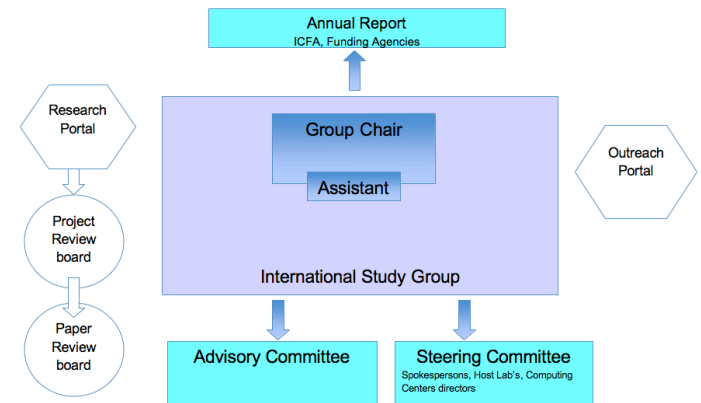 Annual Report
ICFA, Funding Agencies
Research
Portal
Group Chair
Assistant
Outreach
Portal
Project
Review
board
International Study Group
Paper
Review
board
Advisory Committee
Steering Committee
Spokespersons, Host Lab's, Computing
Centers directors